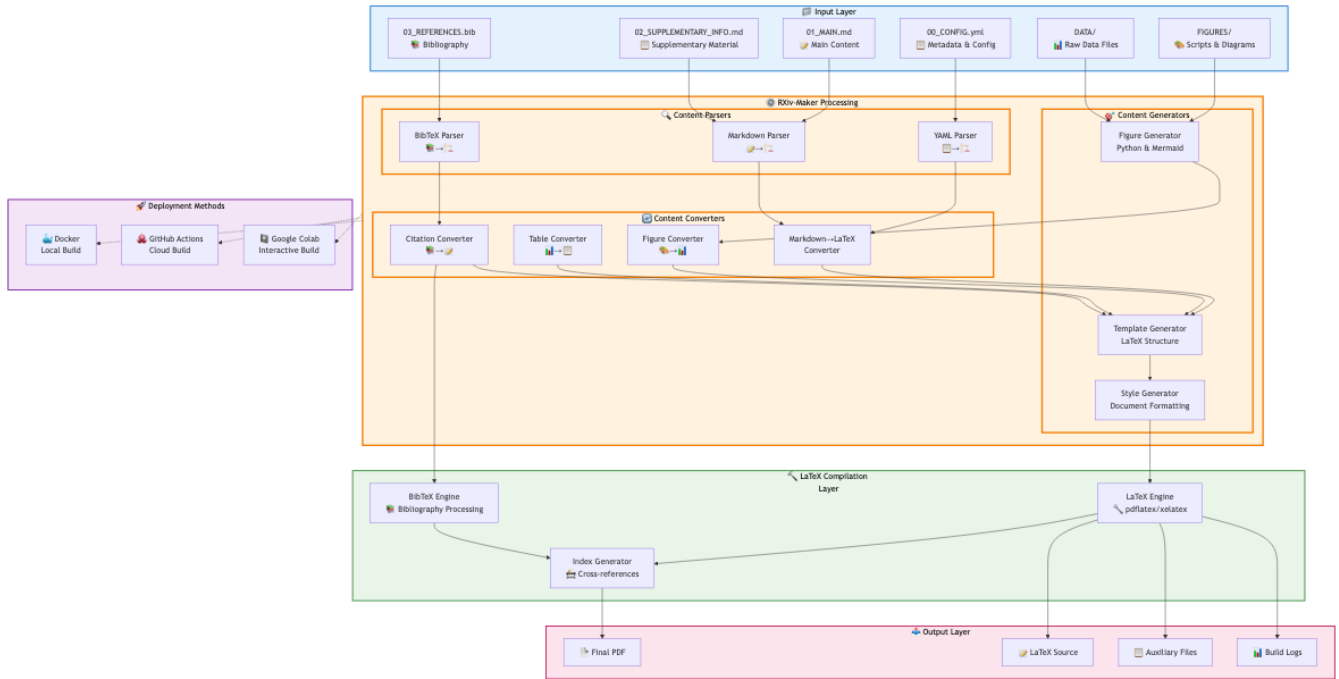 Input Layer
03_REFERENCES.bib
Bibliography
02_SUPPLEMENTARY_INFO.md
Supplementary Material
01_MAIN.md
Main Content
00_CONFIG.yml
Metadata & Config
DATA/
Raw Data Files
FIGURES/
Scripts & Diagrams
RXiv-Maker Processing
Content Parsers
BibTeX Parser
→
Markdown Parser
→
YAML Parser
→
Content Generators
Figure Generator
Python & Mermaid
Deployment Methods
Docker
Local Build
GitHub Actions
Cloud Build
Google Colab
Interactive Build
Content Converters
Citation Converter
→
Table Converter
→
Figure Converter
→
Markdown→LaTeX
Converter
Template Generator
LaTeX Structure
Style Generator
Document Formatting
LaTeX Compilation
Layer
BibTeX Engine
Bibliography Processing
LaTeX Engine
pdflatex/xelatex
Index Generator
Cross-references
Output Layer
Final PDF
LaTeX Source
Auxiliary Files
Build Logs